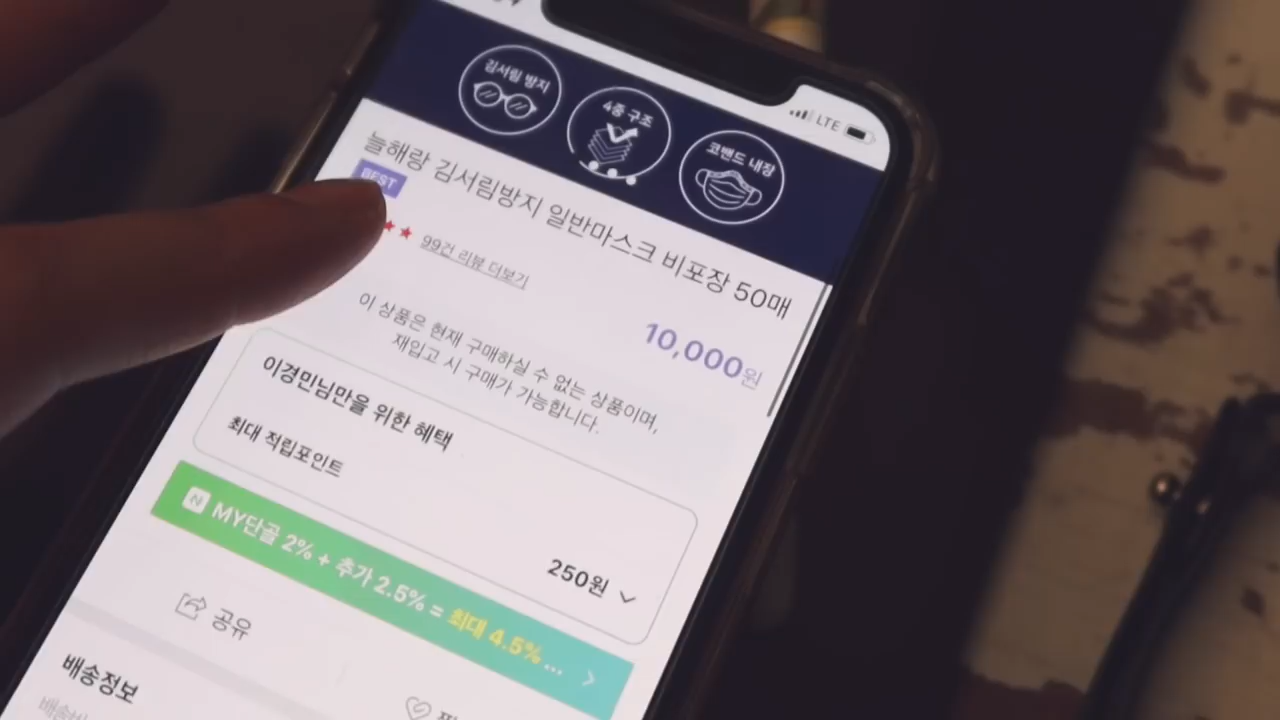 LTE
김서림 방지
4중 구조
코밴드 내장
늘해랑 김서림방지 일반마스크 비포장 50매
BEST
99건 리뷰 더보기
10,000원
이 상품은 현재 구매하실 수 없는 상품이며,
재입고 시 구매가 가능합니다.
이경민님만을 위한 혜택
최대 적립포인트
250원
N MY단골 2% + 추가 2.5% = 최대 4.5%...
공유
배송정보